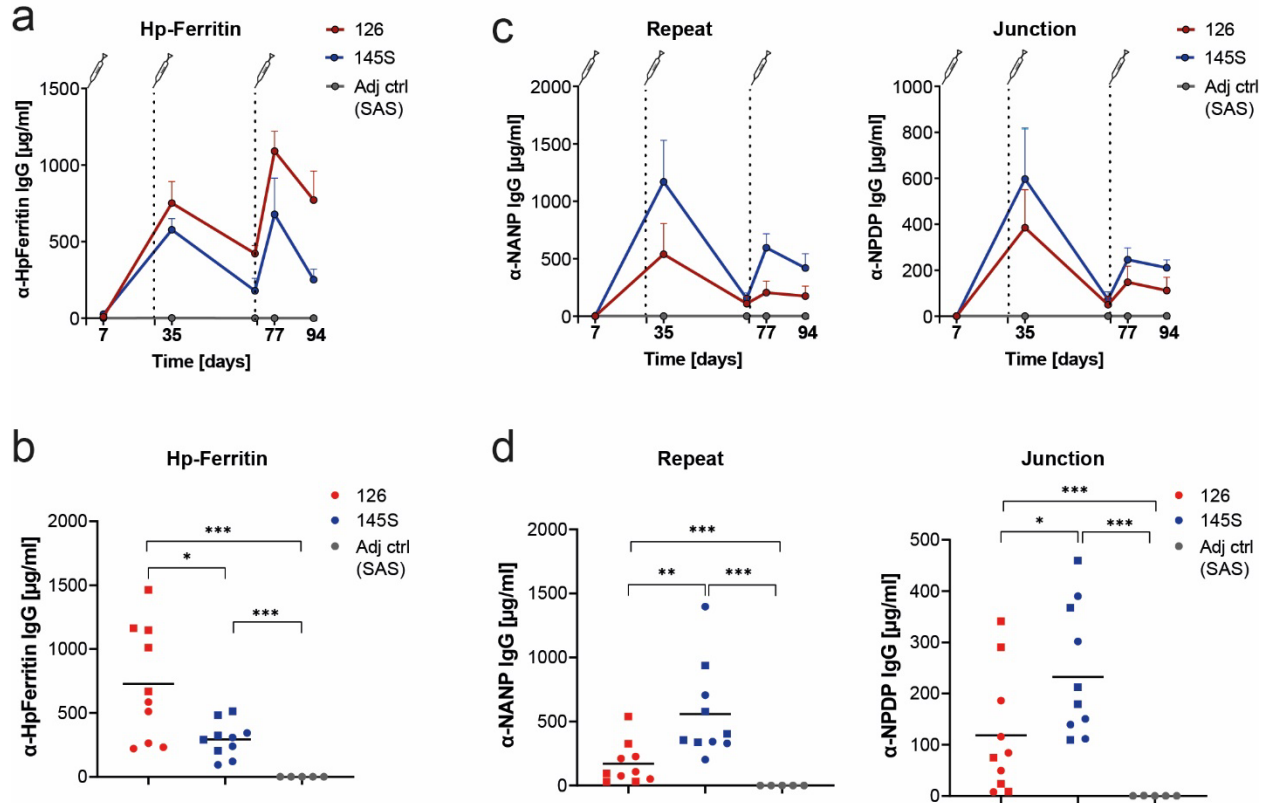 a
Hp-Ferritin
126
145S
Adj ctrl
(SAS)
α-HpFerritin IgG [µg/ml]
1500
1000
500
0
7
35
77
94
Time [days]
c
Repeat
α-NANP IgG [µg/ml]
2000
1500
1000
500
0
7
35
77
94
Time [days]
Junction
126
145S
Adj ctrl
(SAS)
α-NPDP IgG [µg/ml]
1000
800
600
400
200
0
7
35
77
94
Time [days]
b
Hp-Ferritin
126
145S
Adj ctrl
(SAS)
α-HpFerritin IgG [µg/ml]
2000
1500
1000
500
0
***
*
***
d
Repeat
α-NANP IgG [µg/ml]
2000
1500
1000
500
0
***
**
***
Junction
126
145S
Adj ctrl
(SAS)
α-NPDP IgG [µg/ml]
500
400
300
200
100
0
***
*
***